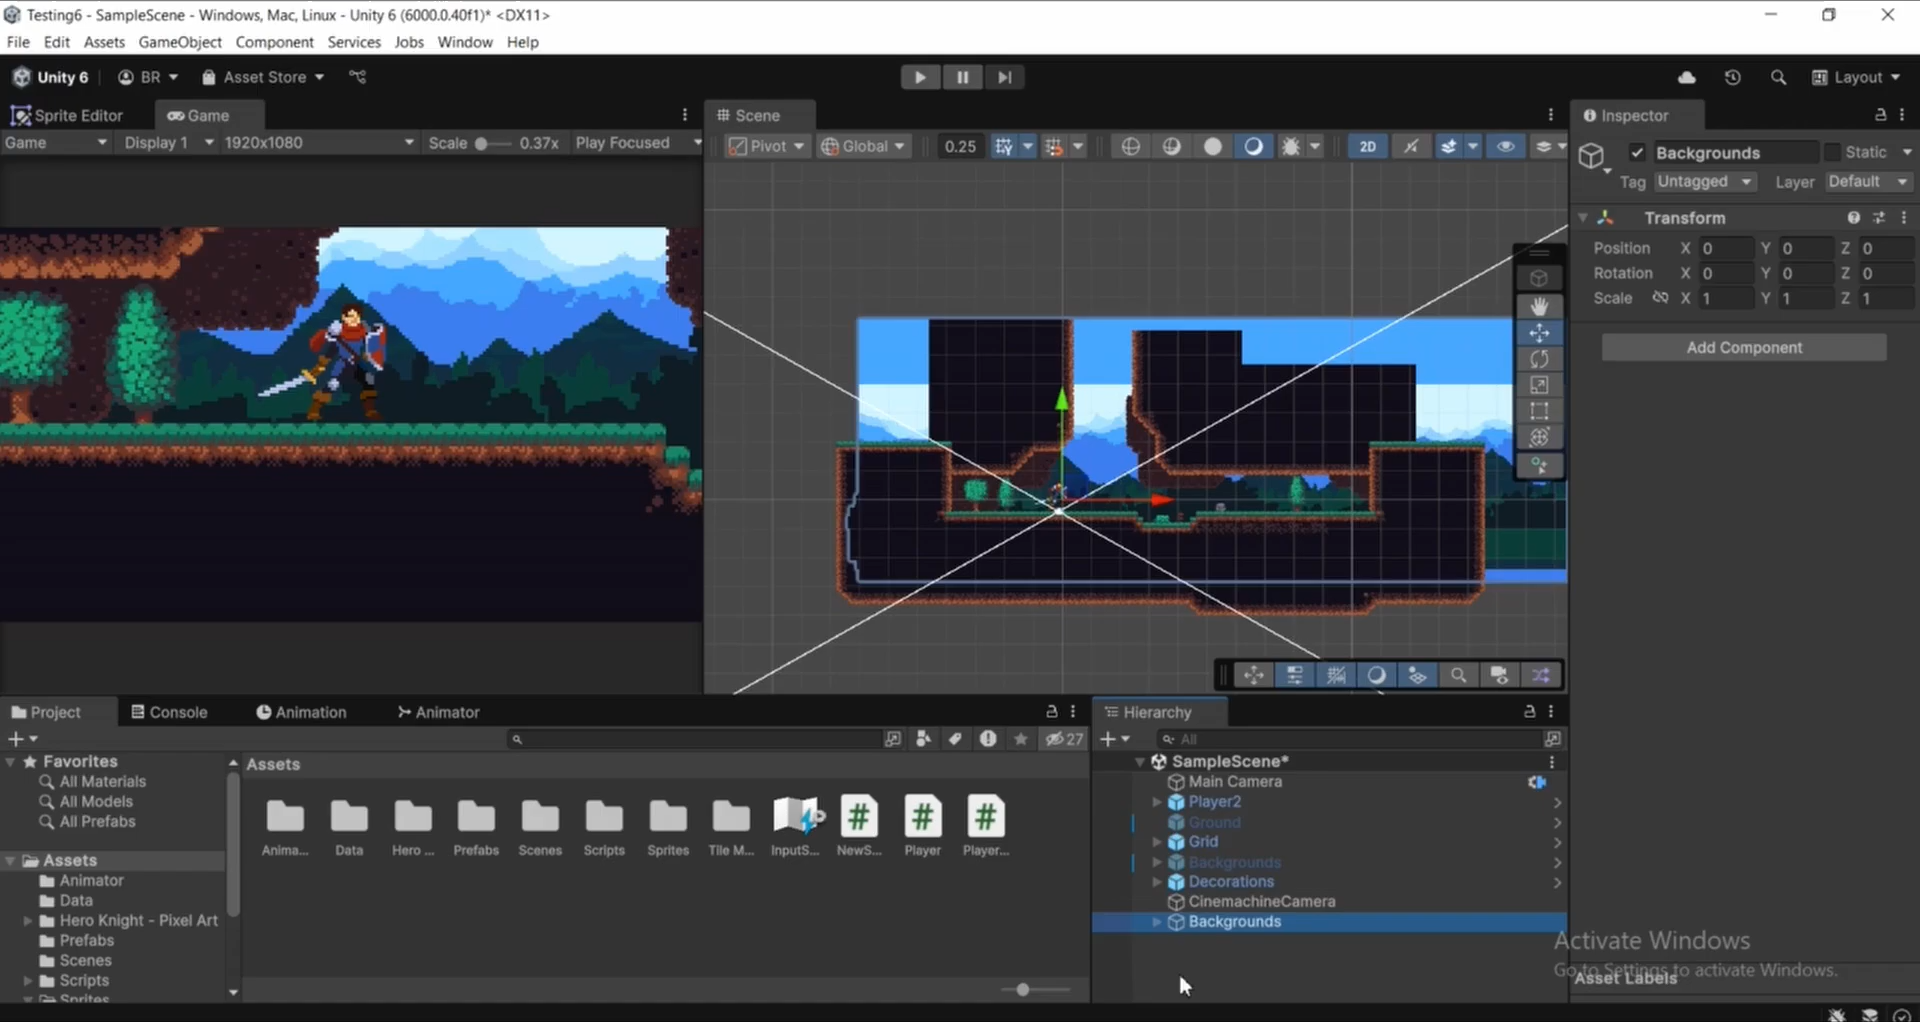 Testing6 - SampleScene - Windows, Mac, Linux - Unity 6 (6000.0.40f1)* <DX11>
File Edit Assets GameObject Component Services Jobs Window Help
Unity 6 BR Asset Store Layout
Sprite Editor Game Scene Inspector
Game Display 1 1920x1080 Scale 0.37x Play Focused Pivot Global 0.25 2D
Backgrounds Static
Tag Untagged Layer Default
Transform
Position X 0 Y 0 Z 0
Rotation X 0 Y 0 Z 0
Scale X 1 Y 1 Z 1
Add Component
Project Console Animation Animator Hierarchy
27 All
Favorites
All Materials
All Models
All Prefabs
Assets
Animator
Data
Hero Knight - Pixel Art
Prefabs
Scenes
Scripts
Sprites
Assets
Anima... Data Hero ... Prefabs Scenes Scripts Sprites Tile M... InputS... NewS... Player Player...
SampleScene*
Main Camera
Player2
Ground
Grid
Backgrounds
Decorations
CinemachineCamera
Backgrounds
Activate Windows
Go to Settings to activate Windows.
Asset Labels